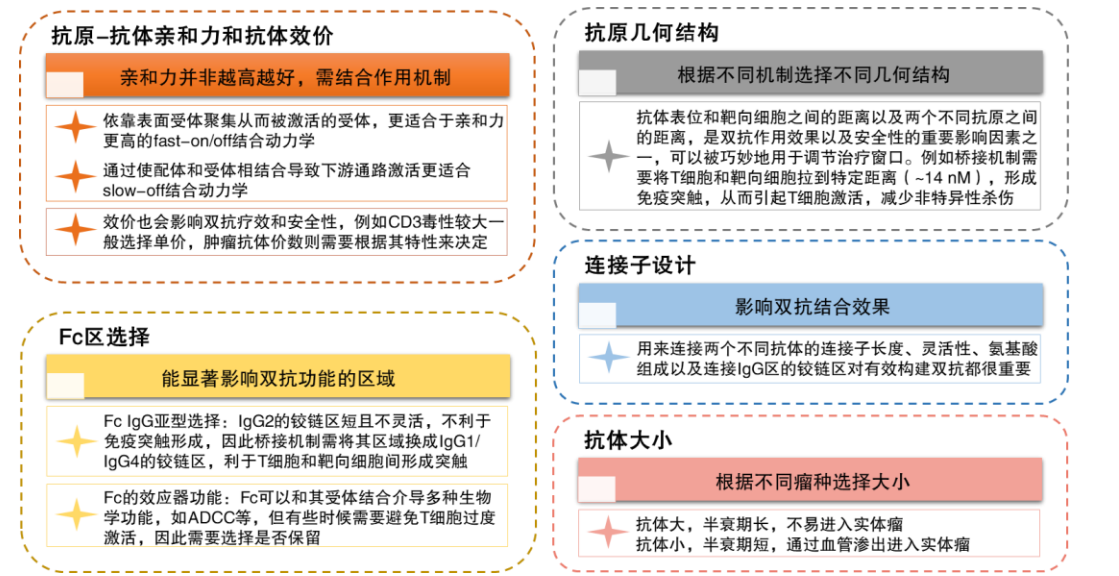 抗原-抗体亲和力和抗体效价
亲和力并非越高越好，需结合作用机制
依靠表面受体聚集从而被激活的受体，更适合于亲和力
更高的fast-on/off结合动力学
通过使配体和受体相结合导致下游通路激活更适合
slow-off结合动力学
效价也会影响双抗疗效和安全性，例如CD3毒性较大一
般选择单价，肿瘤抗体价数则需要根据其特性来决定
Fc区选择
能显著影响双抗功能的区域
Fc IgG亚型选择：IgG2的铰链区短且不灵活，不利于
免疫突触形成，因此桥接机制需将其区域换成IgG1/
IgG4的铰链区，利于T细胞和靶向细胞间形成突触
Fc的效应器功能：Fc可以和其受体结合介导多种生物
学功能，如ADCC等，但有些时候需要避免T细胞过度
激活，因此需要选择是否保留
抗原几何结构
根据不同机制选择不同几何结构
抗体表位和靶向细胞之间的距离以及两个不同抗原之间
的距离，是双抗作用效果以及安全性的重要影响因素之
一，可以被巧妙地用于调节治疗窗口。例如桥接机制需
要将T细胞和靶向细胞拉到特定距离（~14 nM），形成
免疫突触，从而引起T细胞激活，减少非特异性杀伤
连接子设计
影响双抗结合效果
用来连接两个不同抗体的连接子长度、灵活性、氨基酸
组成以及连接IgG区的铰链区对有效构建双抗都很重要
抗体大小
根据不同瘤种选择大小
抗体大，半衰期长，不易进入实体瘤
抗体小，半衰期短，通过血管渗出进入实体瘤